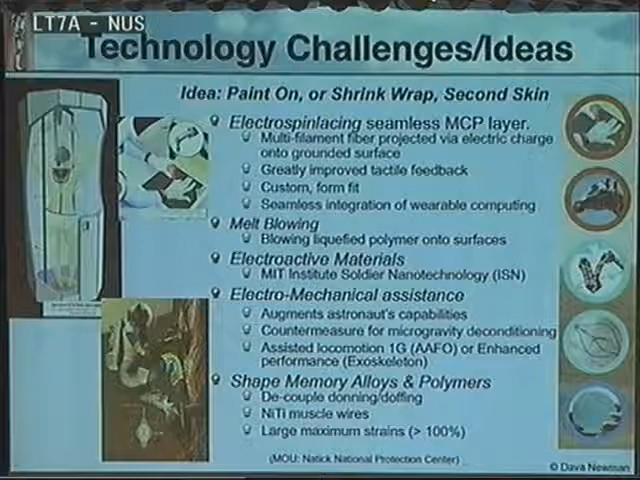 LT7A - NUS
Technology Challenges/Ideas
Idea: Paint On, or Shrink Wrap, Second Skin
Electrospinlacing seamless MCP layer.
Multi-filament fiber projected via electric charge
onto grounded surface
Greatly improved tactile feedback
Custom, form fit
Seamless integration of wearable computing
Melt Blowing
Blowing liquefied polymer onto surfaces
Electroactive Materials
MIT Institute Soldier Nanotechnology (ISN)
Electro-Mechanical assistance
Augments astronaut's capabilities
Countermeasure for microgravity deconditioning
Assisted locomotion 1G (AAFO) or Enhanced
performance (Exoskeleton)
Shape Memory Alloys & Polymers
De-couple donning/doffing
NiTi muscle wires
Large maximum strains (> 100%)
(MOU: Natick National Protection Center)
© Dava Newman